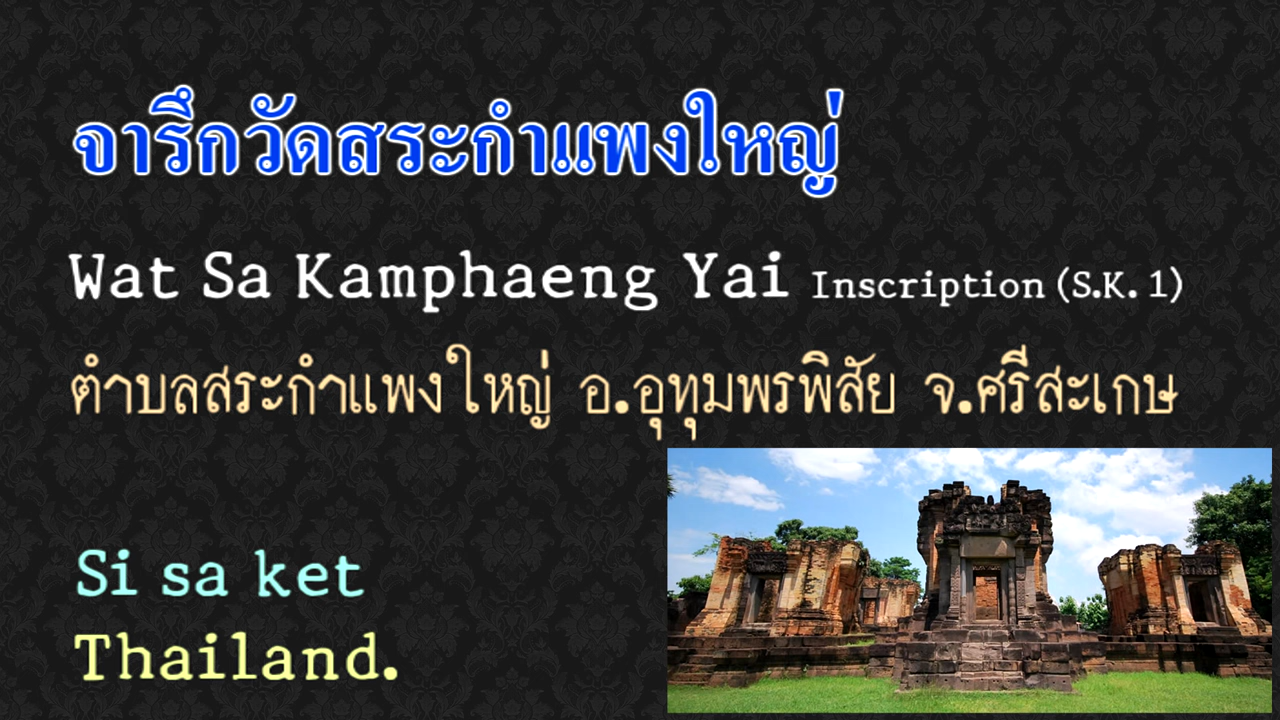 จารึกวัดสระกำแพงใหญ่
Wat Sa Kamphaeng Yai Inscription (S.K. 1)
ตำบลสระกำแพงใหญ่ อ.อุทุมพรพิสัย จ.ศรีสะเกษ
Si sa ket
Thailand.